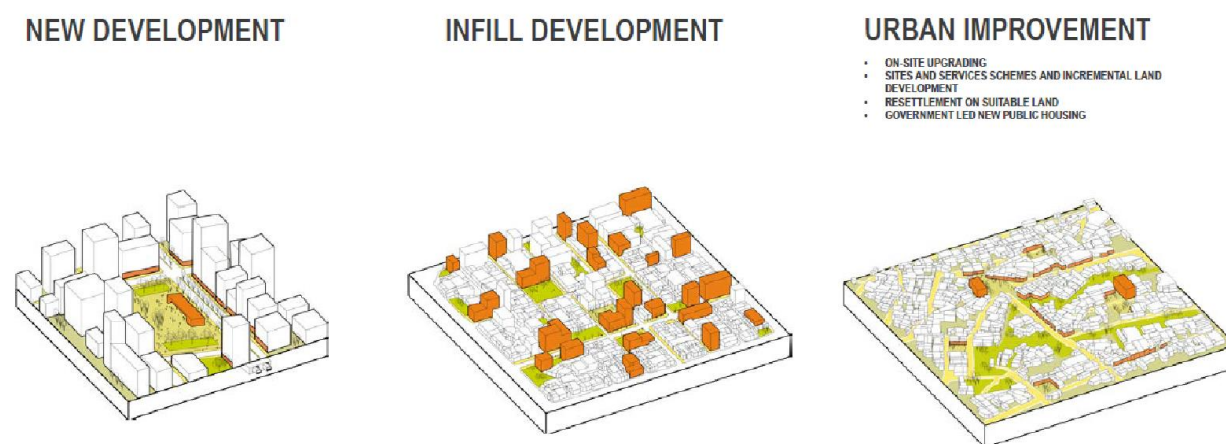 NEW DEVELOPMENT
INFILL DEVELOPMENT
URBAN IMPROVEMENT
• ON-SITE UPGRADING
• SITES AND SERVICES SCHEMES AND INCREMENTAL LAND
DEVELOPMENT
• RESETTLEMENT ON SUITABLE LAND
• GOVERNMENT LED NEW PUBLIC HOUSING